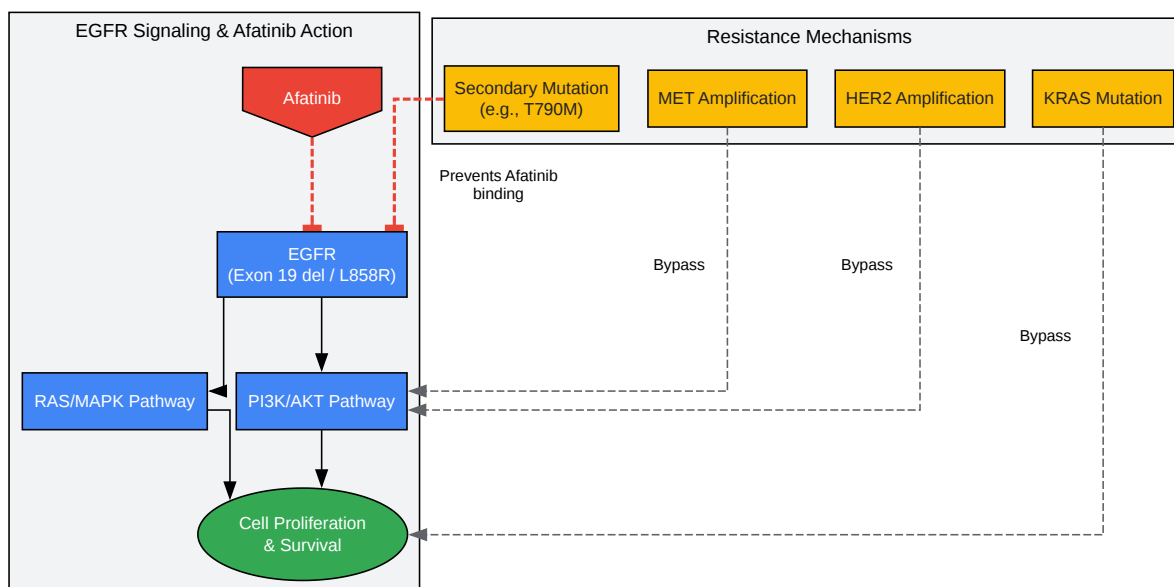 EGFR Signaling & Afatinib Action
Afatinib
EGFR
(Exon 19 del / L858R)
RAS/MAPK Pathway
PI3K/AKT Pathway
Cell Proliferation
& Survival
Resistance Mechanisms
Secondary Mutation
(e.g., T790M)
MET Amplification
HER2 Amplification
KRAS Mutation
Prevents Afatinib
binding
Bypass
Bypass
Bypass